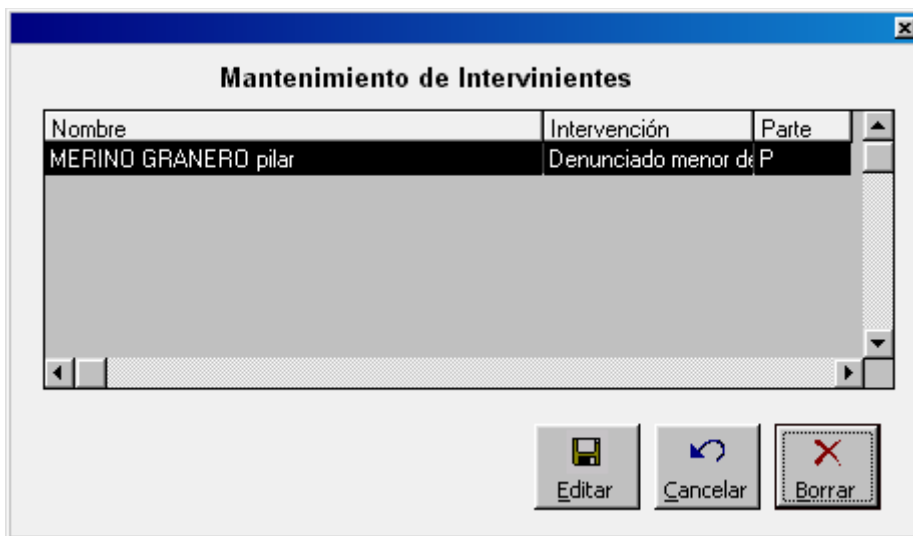 Mantenimiento de Intervinientes
Nombre Intervención Parte
MERINO GRANERO pilar Denunciado menor de P
Editar Cancelar Borrar